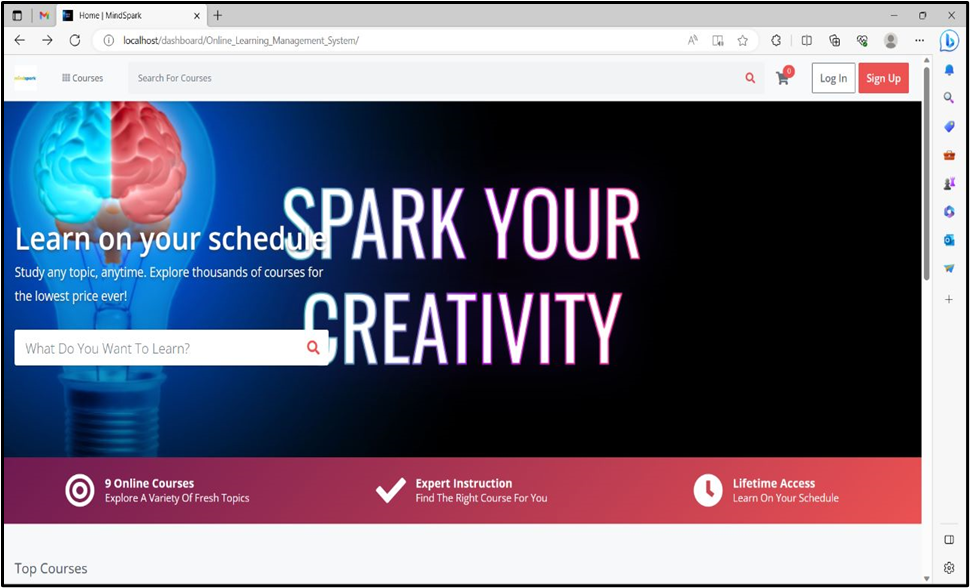 Home | MindSpark
localhost/dashboard/Online_Learning_Management_System/
mindspark
Courses
Search For Courses
0
Log In
Sign Up
SPARK YOUR
CREATIVITY
Learn on your schedule
Study any topic, anytime. Explore thousands of courses for
the lowest price ever!
What Do You Want To Learn?
9 Online Courses
Explore A Variety Of Fresh Topics
Expert Instruction
Find The Right Course For You
Lifetime Access
Learn On Your Schedule
Top Courses